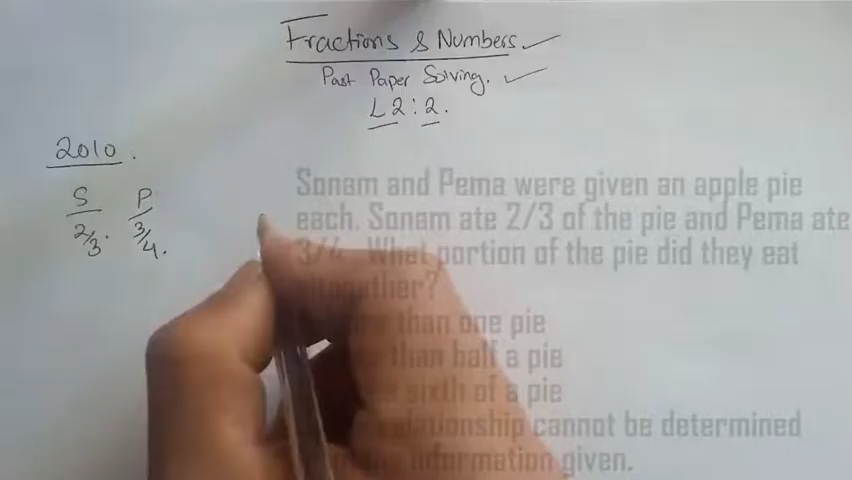 Fractions & Numbers.
Past Paper Solving.
L2:2.
2010.
S P
2/3. 3/4.
Sonam and Pema were given an apple pie
each. Sonam ate 2/3 of the pie and Pema ate
3/4. What portion of the pie did they eat
altogether?
than one pie
than half a pie
sixth of a pie
relationship cannot be determined
information given.